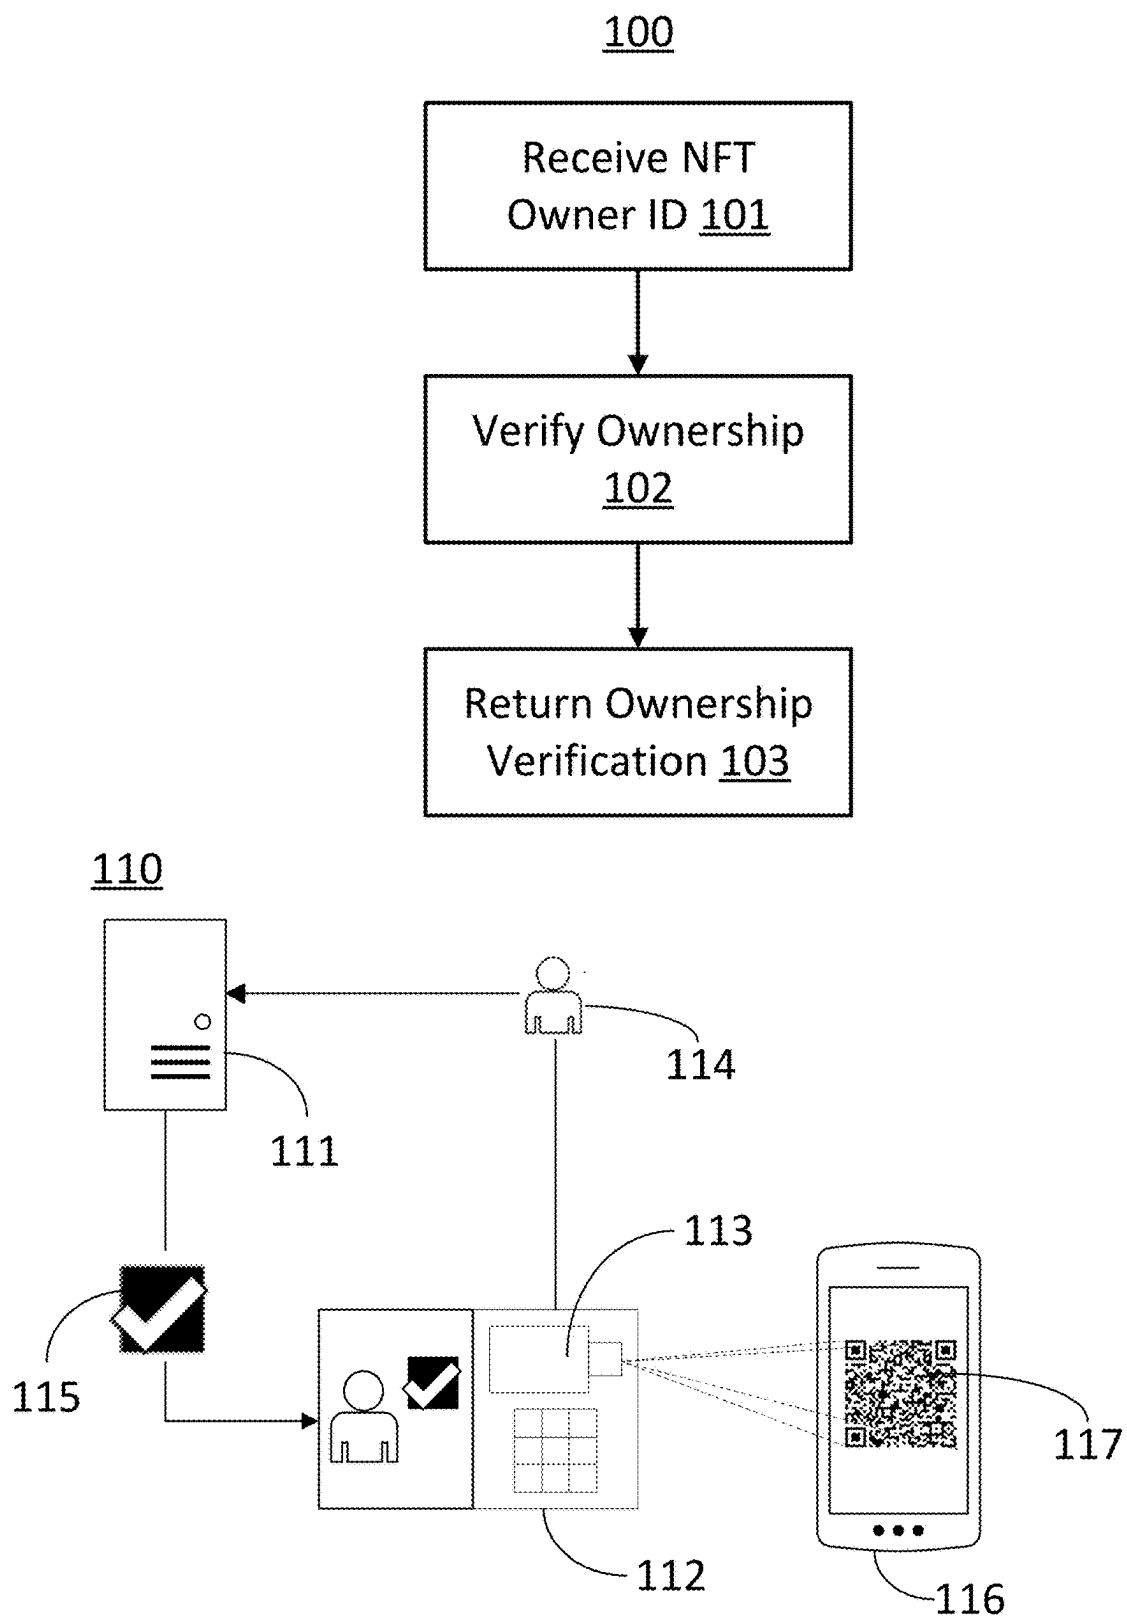 100
Receive NFT
Owner ID 101
Verify Ownership
102
Return Ownership
Verification 103
110
114
111
113
115
117
112
116